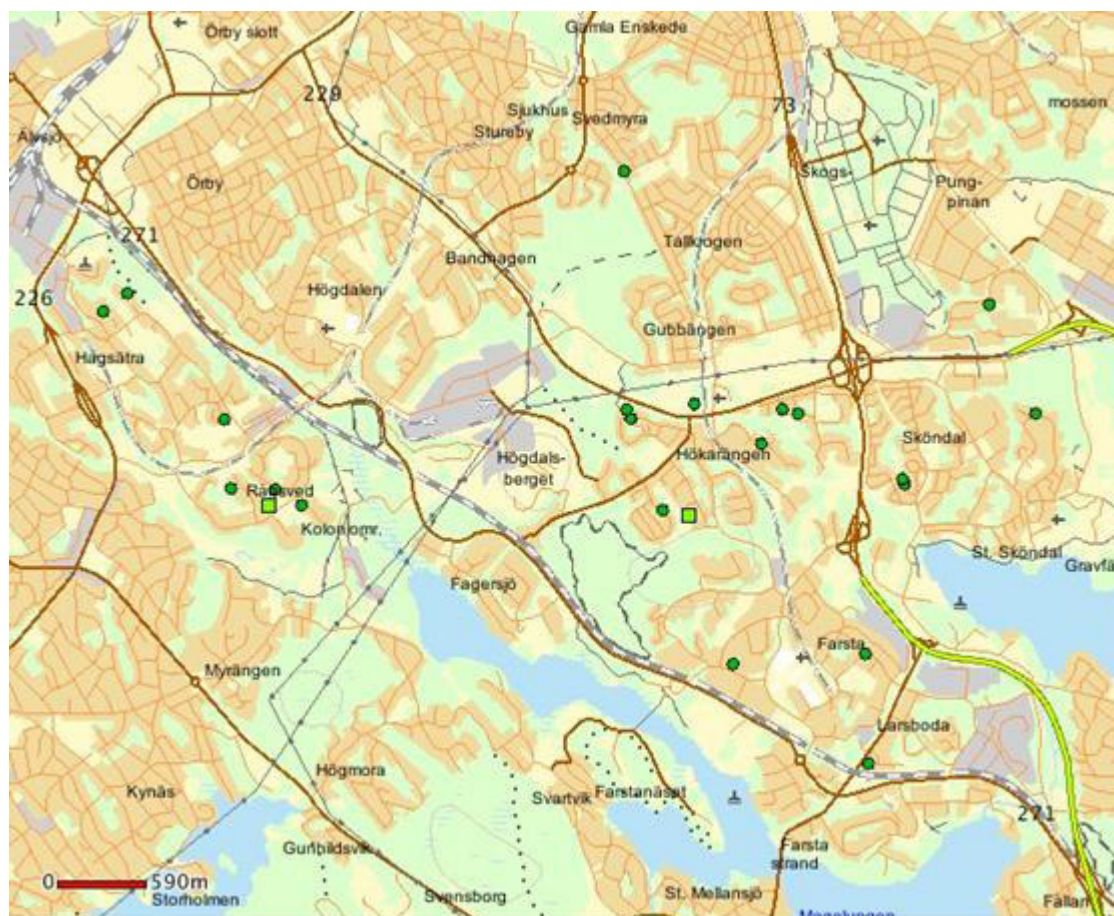 Gamla Enskede
Örby slott
229
Sjukhus
Svedmyra
Stureby
73
mossen
Älvsjö
Örby
Skogs-
Pung-
pinan
271
Tallkrogen
Bandhagen
226
Högdalen
Gubbängen
Hagsätra
Sköndal
Högdals-
berget
Hökarängen
Rågsved
Koloniomr.
St. Sköndal
Gravfä
Fagersjö
Farsta
Myrängen
Larsboda
Högmora
Kynäs
Svartvik
Farstanäset
271
Gunhildsvik
Farsta
strand
0
590m
Storholmen
Svensborg
St. Mellansjö
Fällan
Magelungen